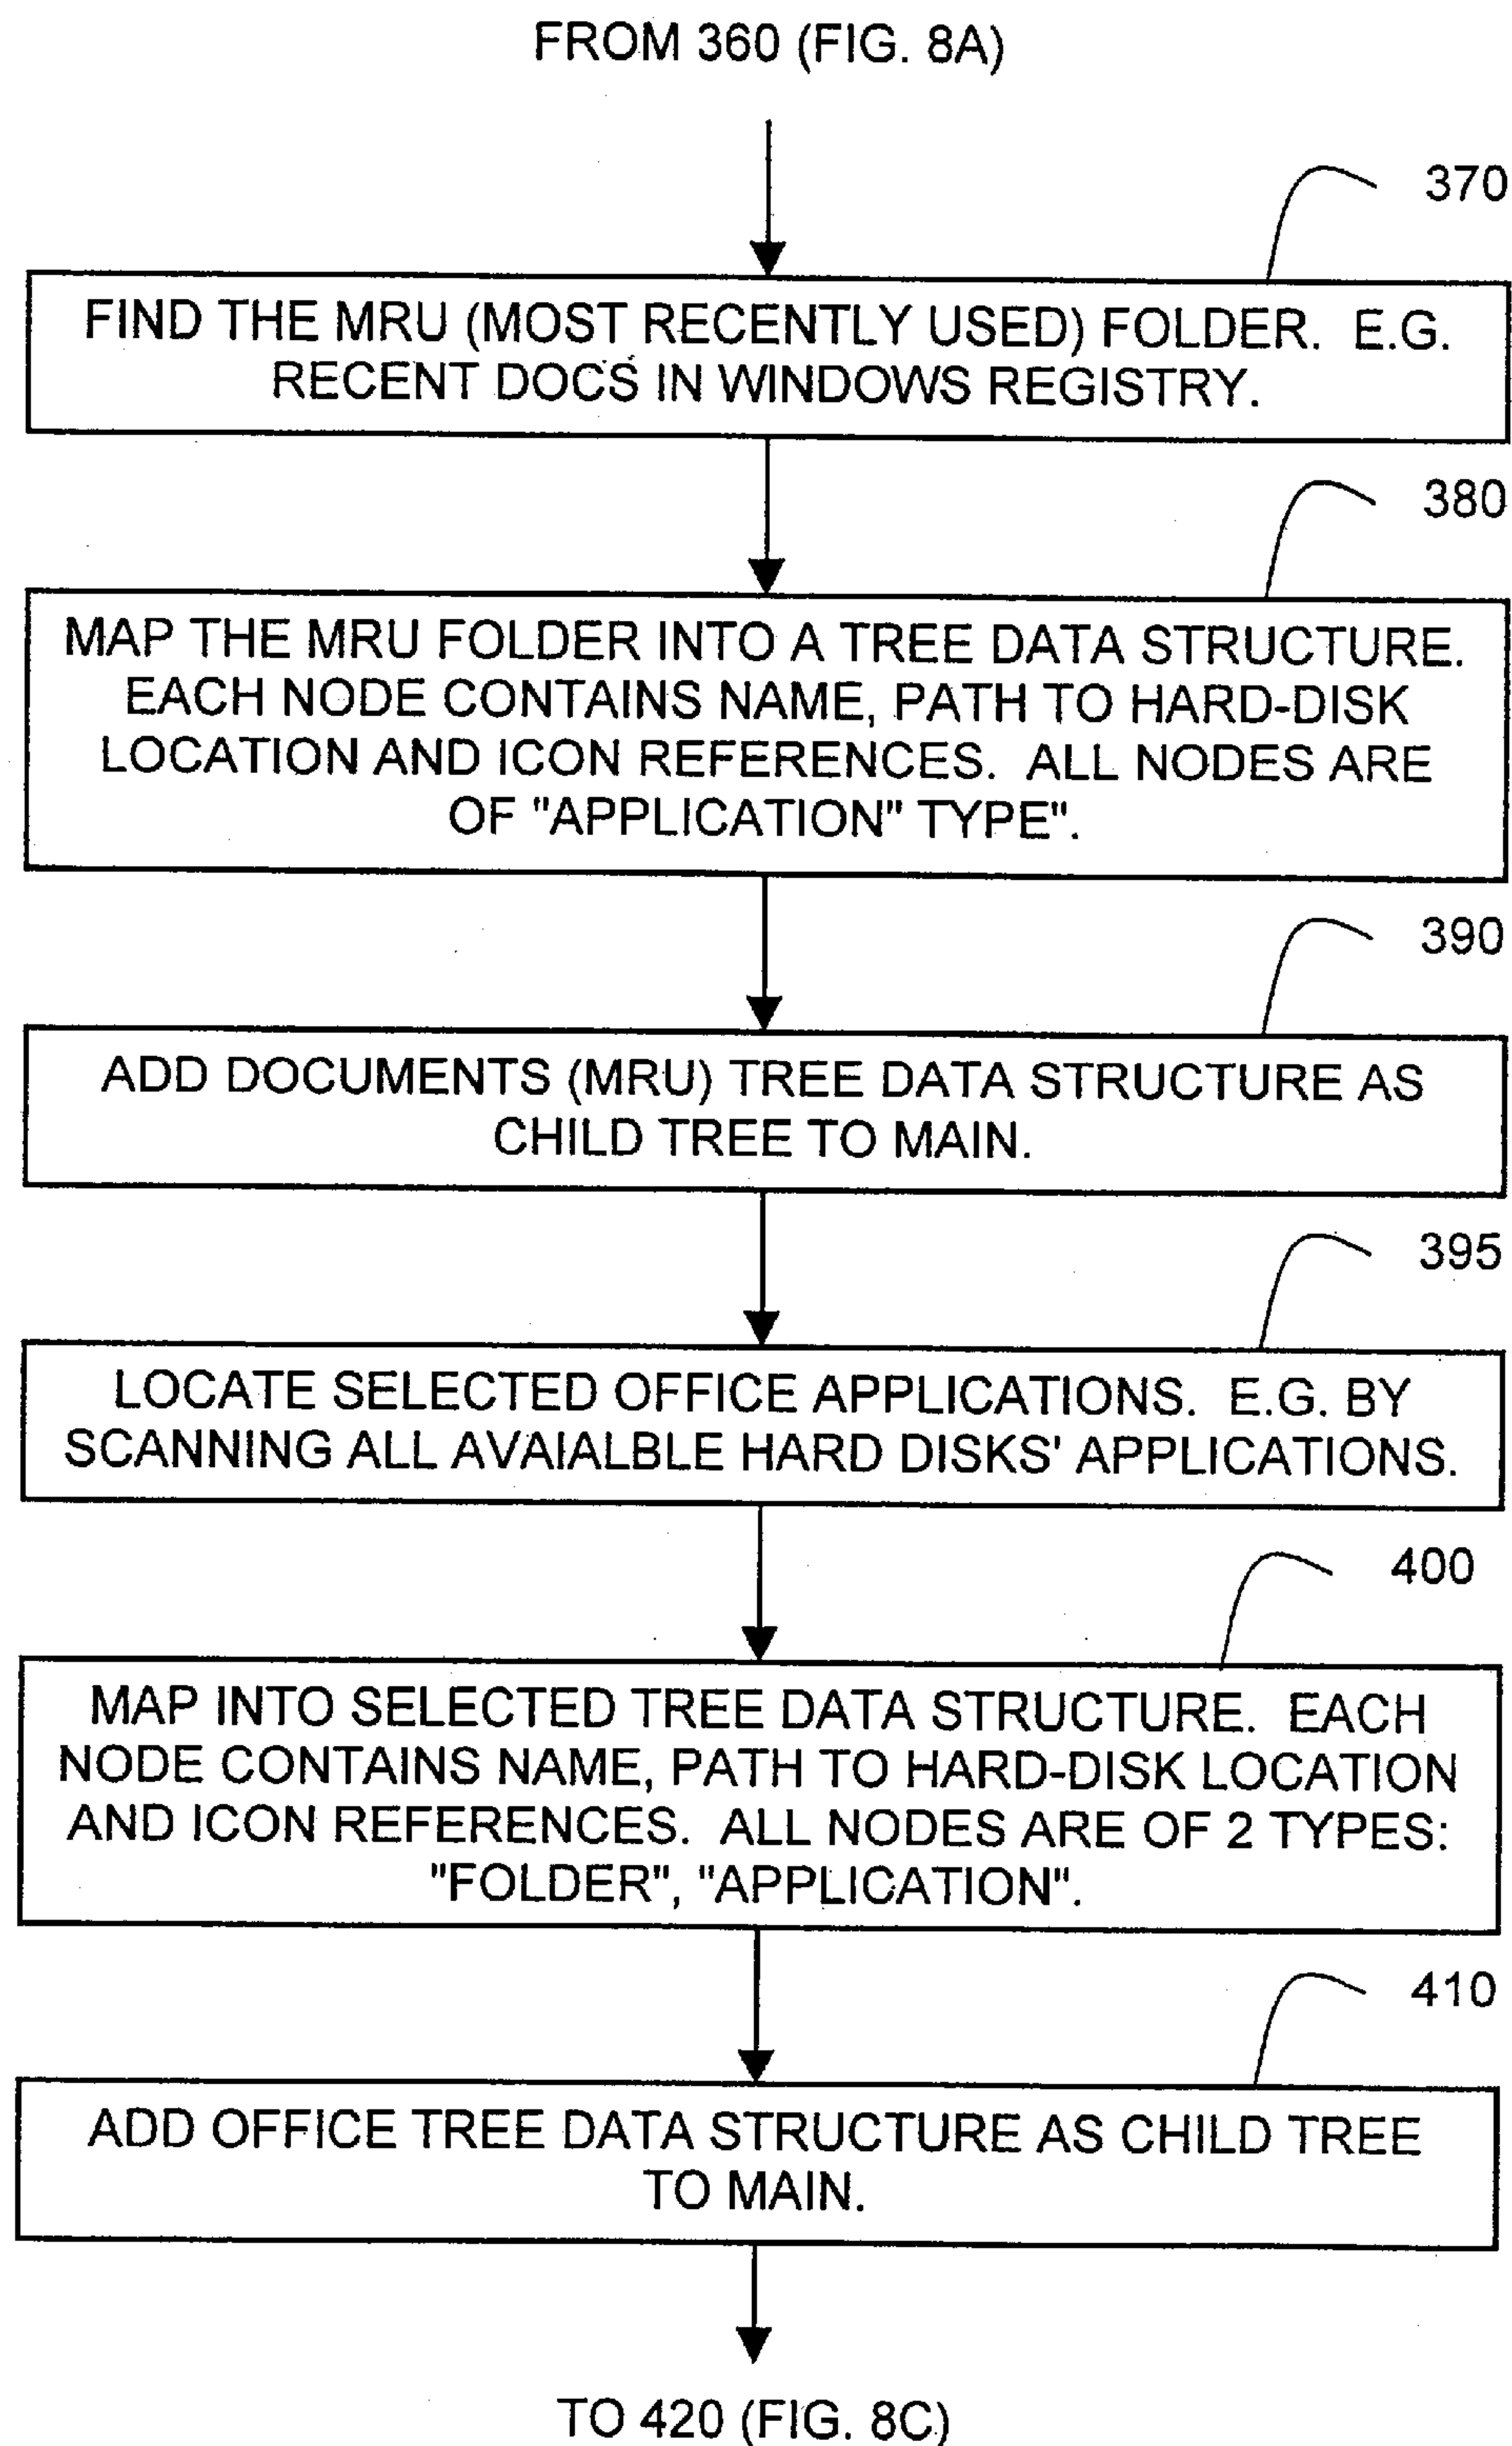 FROM 360 (FIG. 8A)
370
FIND THE MRU (MOST RECENTLY USED) FOLDER. E.G.
RECENT DOCS IN WINDOWS REGISTRY.
380
MAP THE MRU FOLDER INTO A TREE DATA STRUCTURE.
EACH NODE CONTAINS NAME, PATH TO HARD-DISK
LOCATION AND ICON REFERENCES. ALL NODES ARE
OF "APPLICATION" TYPE".
390
ADD DOCUMENTS (MRU) TREE DATA STRUCTURE AS
CHILD TREE TO MAIN.
395
LOCATE SELECTED OFFICE APPLICATIONS. E.G. BY
SCANNING ALL AVAIALBLE HARD DISKS' APPLICATIONS.
400
MAP INTO SELECTED TREE DATA STRUCTURE. EACH
NODE CONTAINS NAME, PATH TO HARD-DISK LOCATION
AND ICON REFERENCES. ALL NODES ARE OF 2 TYPES:
"FOLDER", "APPLICATION".
410
ADD OFFICE TREE DATA STRUCTURE AS CHILD TREE
TO MAIN.
TO 420 (FIG. 8C)